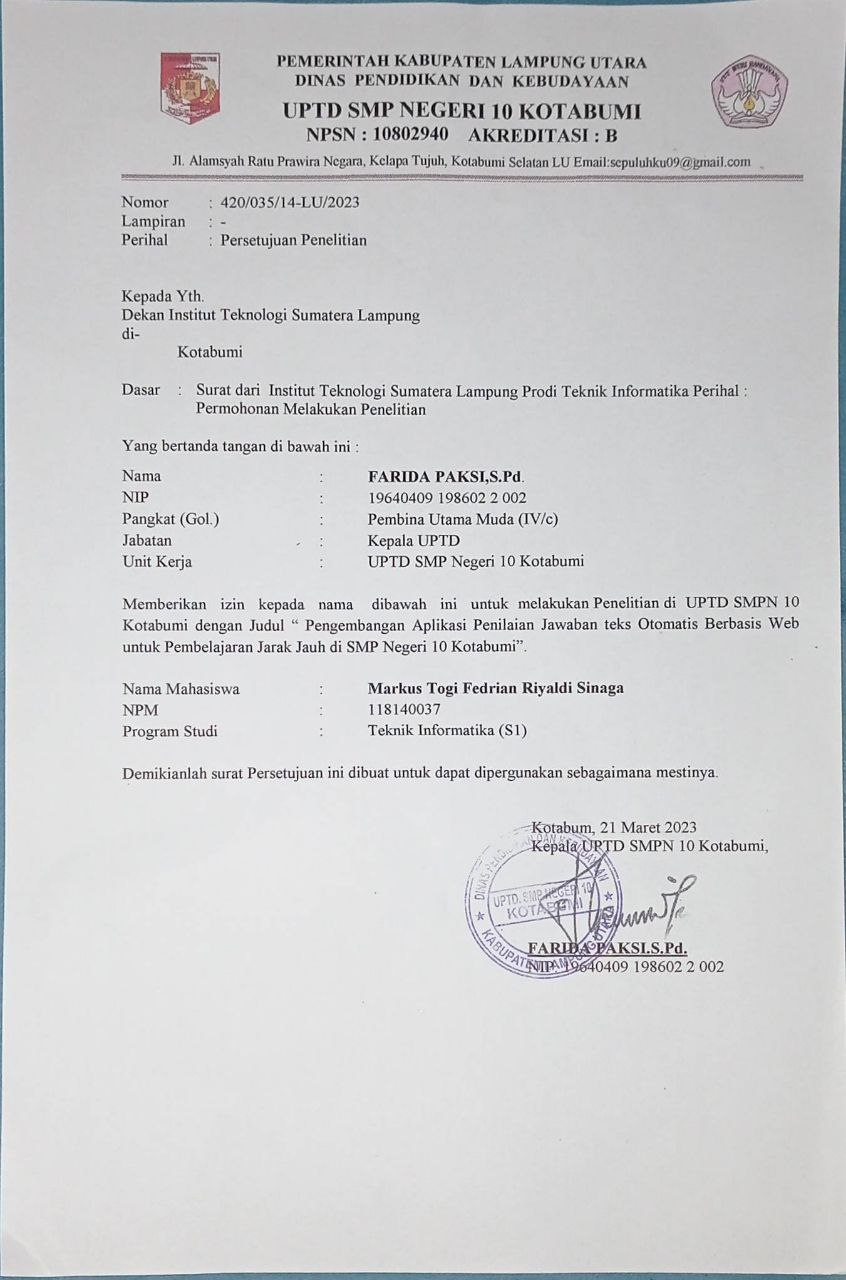 PEMERINTAH KABUPATEN LAMPUNG UTARA
DINAS PENDIDIKAN DAN KEBUDAYAAN
UPTD SMP NEGERI 10 KOTABUMI
NPSN : 10802940 AKREDITASI : B
Jl. Alamsyah Ratu Prawira Negara, Kelapa Tujuh, Kotabumi Selatan LU Email:sepuluhku09@gmail.com
Nomor : 420/035/14-LU/2023
Lampiran : -
Perihal : Persetujuan Penelitian
Kepada Yth.
Dekan Institut Teknologi Sumatera Lampung
di-
Kotabumi
Dasar : Surat dari Institut Teknologi Sumatera Lampung Prodi Teknik Informatika Perihal :
Permohonan Melakukan Penelitian
Yang bertanda tangan di bawah ini :
Nama : FARIDA PAKSI,S.Pd.
NIP : 19640409 198602 2 002
Pangkat (Gol.) : Pembina Utama Muda (IV/c)
Jabatan : Kepala UPTD
Unit Kerja : UPTD SMP Negeri 10 Kotabumi
Memberikan izin kepada nama dibawah ini untuk melakukan Penelitian di UPTD SMPN 10
Kotabumi dengan Judul “ Pengembangan Aplikasi Penilaian Jawaban teks Otomatis Berbasis Web
untuk Pembelajaran Jarak Jauh di SMP Negeri 10 Kotabumi”.
Nama Mahasiswa : Markus Togi Fedrian Riyaldi Sinaga
NPM : 118140037
Program Studi : Teknik Informatika (S1)
Demikianlah surat Persetujuan ini dibuat untuk dapat dipergunakan sebagaimana mestinya.
Kotabum, 21 Maret 2023
Kepala UPTD SMPN 10 Kotabumi,
DINAS PENDIDIKAN DAN KEBUDAYAAN
UPTD. SMP NEGERI 10
KOTABUMI
KABUPATEN LAMPUNG UTARA
FARIDA PAKSI.S.Pd.
NIP. 19640409 198602 2 002